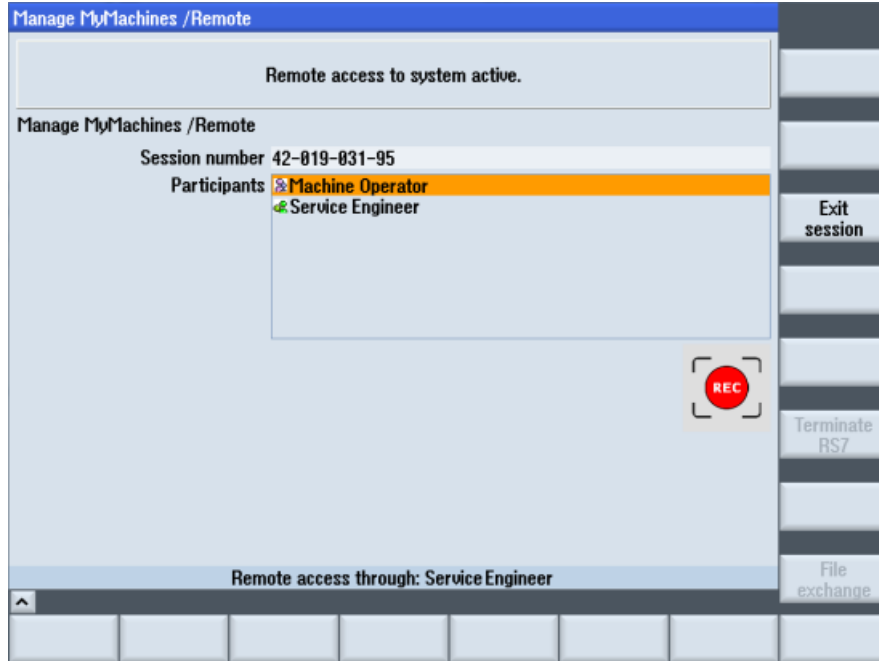 Manage MyMachines /Remote
Remote access to system active.
Manage MyMachines /Remote
Session number 42-019-031-95
Participants Machine Operator
Service Engineer
REC
Remote access through: Service Engineer
Exit
session
Terminate
RS7
File
exchange